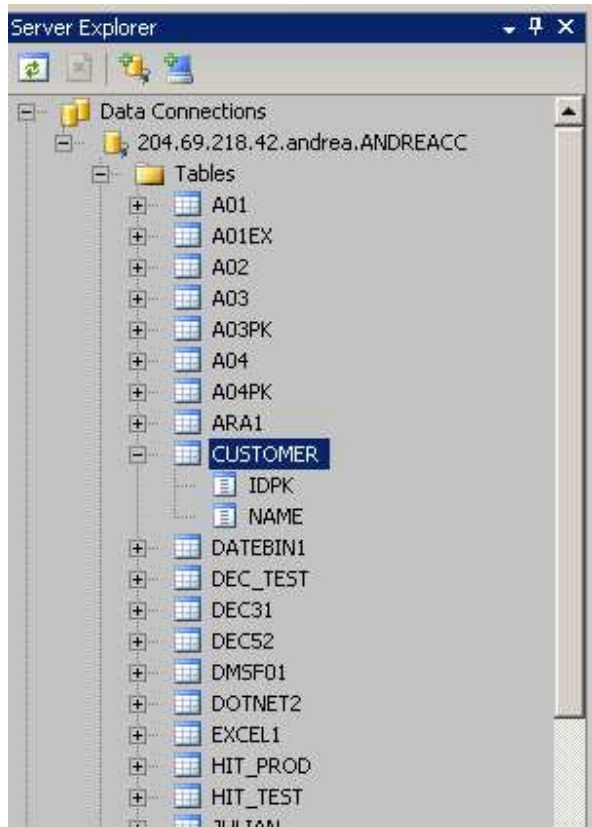 Server Explorer
Data Connections
204.69.218.42.andrea.ANDREACC
Tables
A01
A01EX
A02
A03
A03PK
A04
A04PK
ARA1
CUSTOMER
IDPK
NAME
DATEBIN1
DEC_TEST
DEC31
DEC52
DMSF01
DOTNET2
EXCEL1
HIT_PROD
HIT_TEST
JULIAN